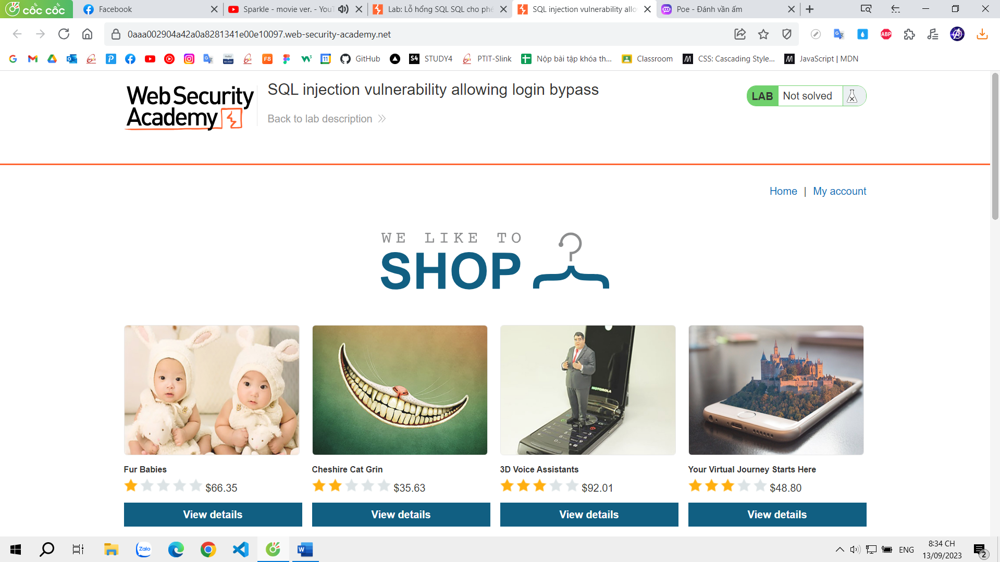 cốc cốc
Facebook
Sparkle - movie ver. - YouT
Lab: Lỗ hổng SQL SQL cho phé
SQL injection vulnerability allo
Poe - Đánh vần ấm
0aaa002904a42a0a8281341e00e10097.web-security-academy.net
ABP
GitHub
S4 STUDY4
PTIT-Slink
Nộp bài tập khóa th...
Classroom
CSS: Cascading Style...
JavaScript | MDN
F8
11
Web Security
Academy
SQL injection vulnerability allowing login bypass
Back to lab description
LAB Not solved
Home | My account
WE LIKE TO
SHOP
MOTOROLA
Fur Babies
$66.35
View details
Cheshire Cat Grin
$35.63
View details
3D Voice Assistants
$92.01
View details
Your Virtual Journey Starts Here
$48.80
View details
Zalo
ENG
8:34 CH
13/09/2023
2